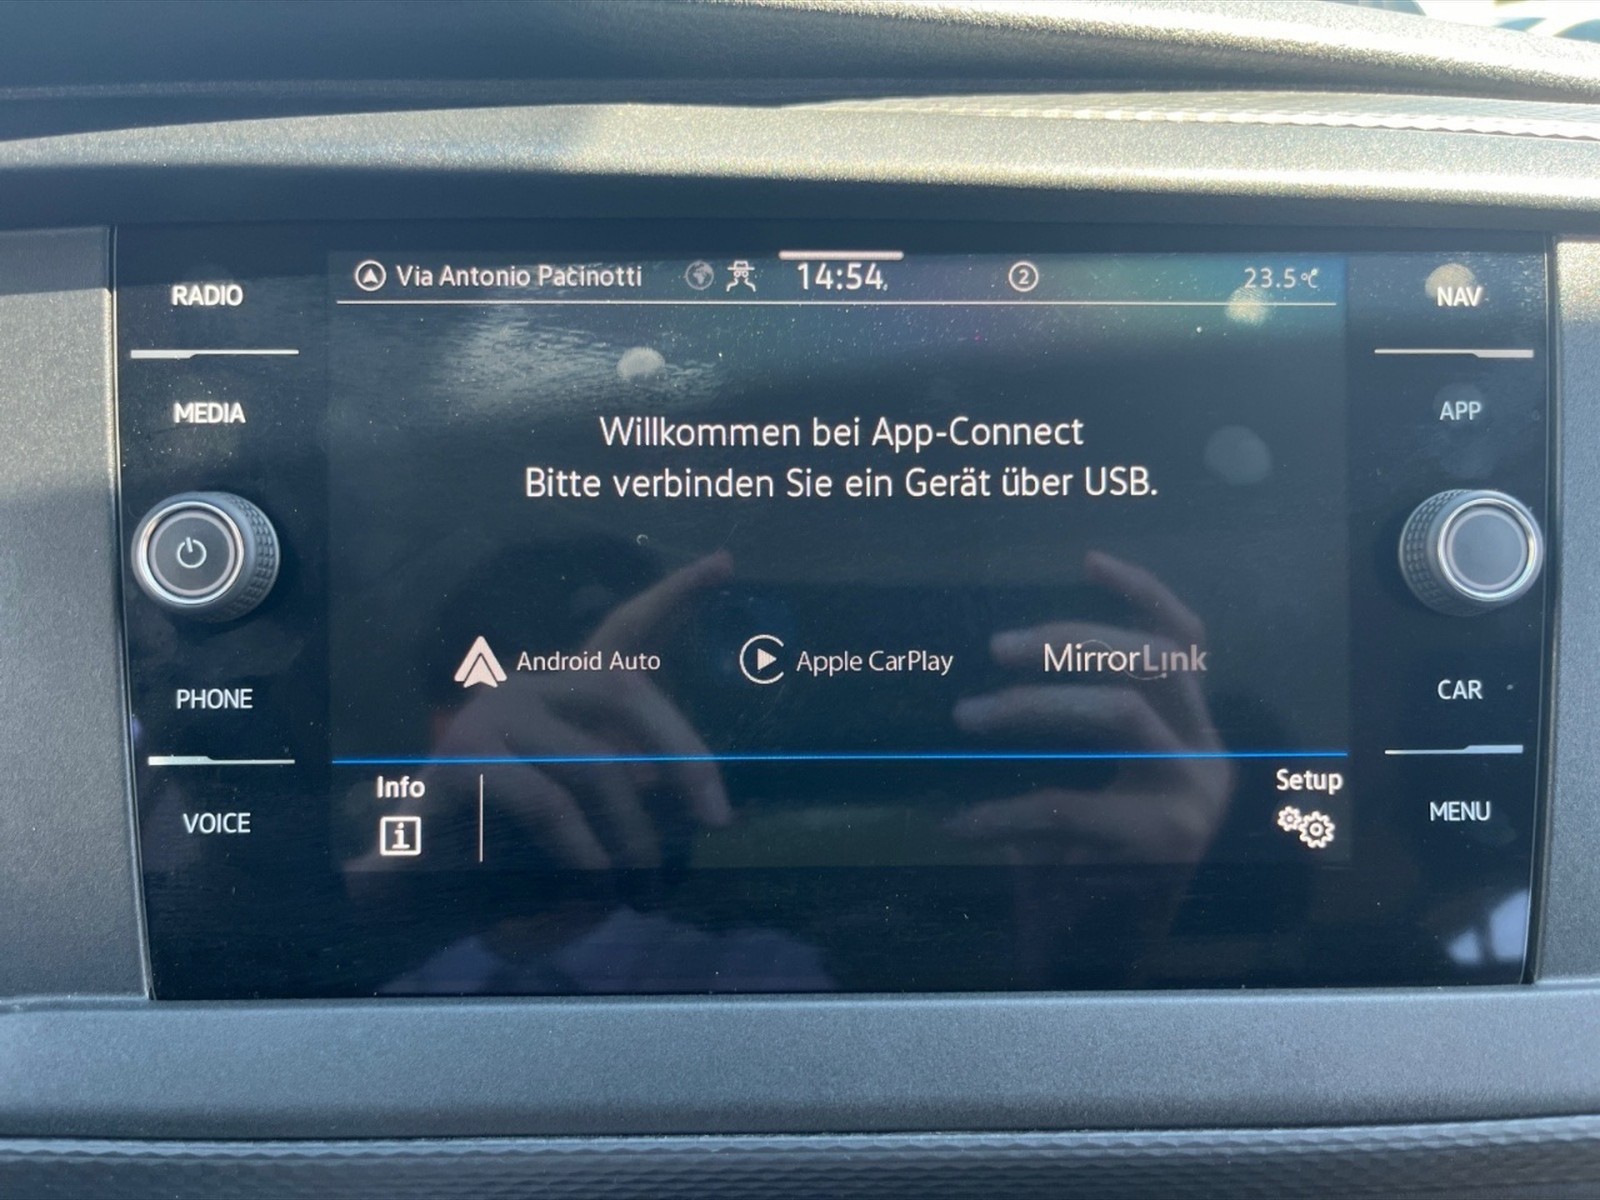 RADIO
MEDIA
PHONE
VOICE
Via Antonio Pacinotti
14:54
2
23.5°C
Willkommen bei App-Connect
Bitte verbinden Sie ein Gerät über USB.
Android Auto
Apple CarPlay
MirrorLink
Info
i
Setup
NAV
APP
CAR
MENU